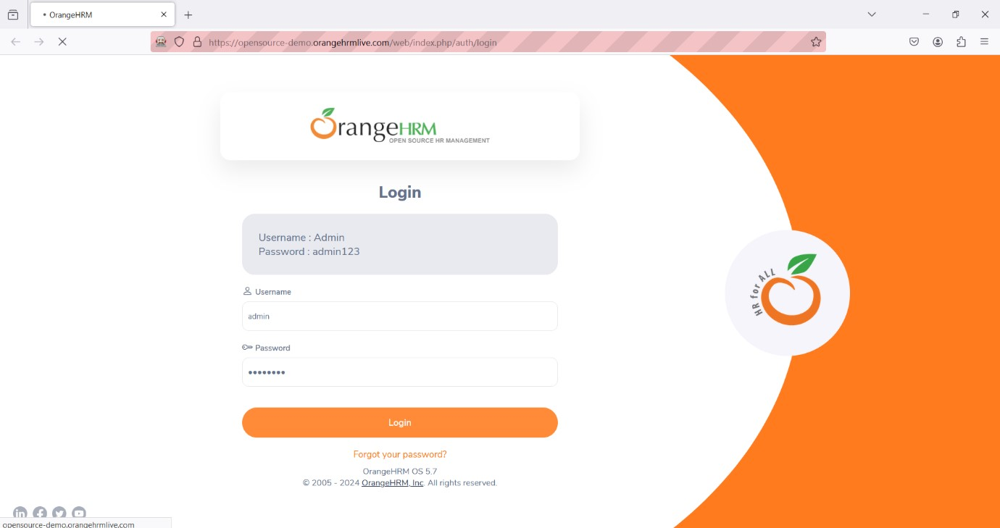 OrangeHRM
https://opensource-demo.orangehrmlive.com/web/index.php/auth/login
OrangeHRM
OPEN SOURCE HR MANAGEMENT
Login
Username : Admin
Password : admin123
Username
admin
Password
••••••••
Login
Forgot your password?
OrangeHRM OS 5.7
© 2005 - 2024 OrangeHRM, Inc. All rights reserved.
HR for ALL
opensource-demo.orangehrmlive.com